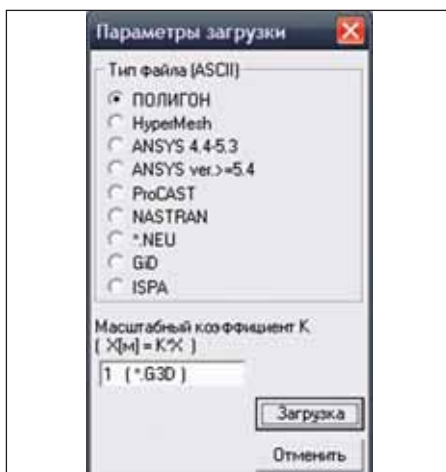 Параметры загрузки
Тип файла (ASCII)
ПОЛИГОН
HyperMesh
ANSYS 4.4-5.3
ANSYS ver.>=5.4
ProCAST
NASTRAN
*.NEU
GiD
ISPA
Масштабный коэффициент K
( X[м] = K*X )
1 ( *.G3D )
Загрузка
Отменить